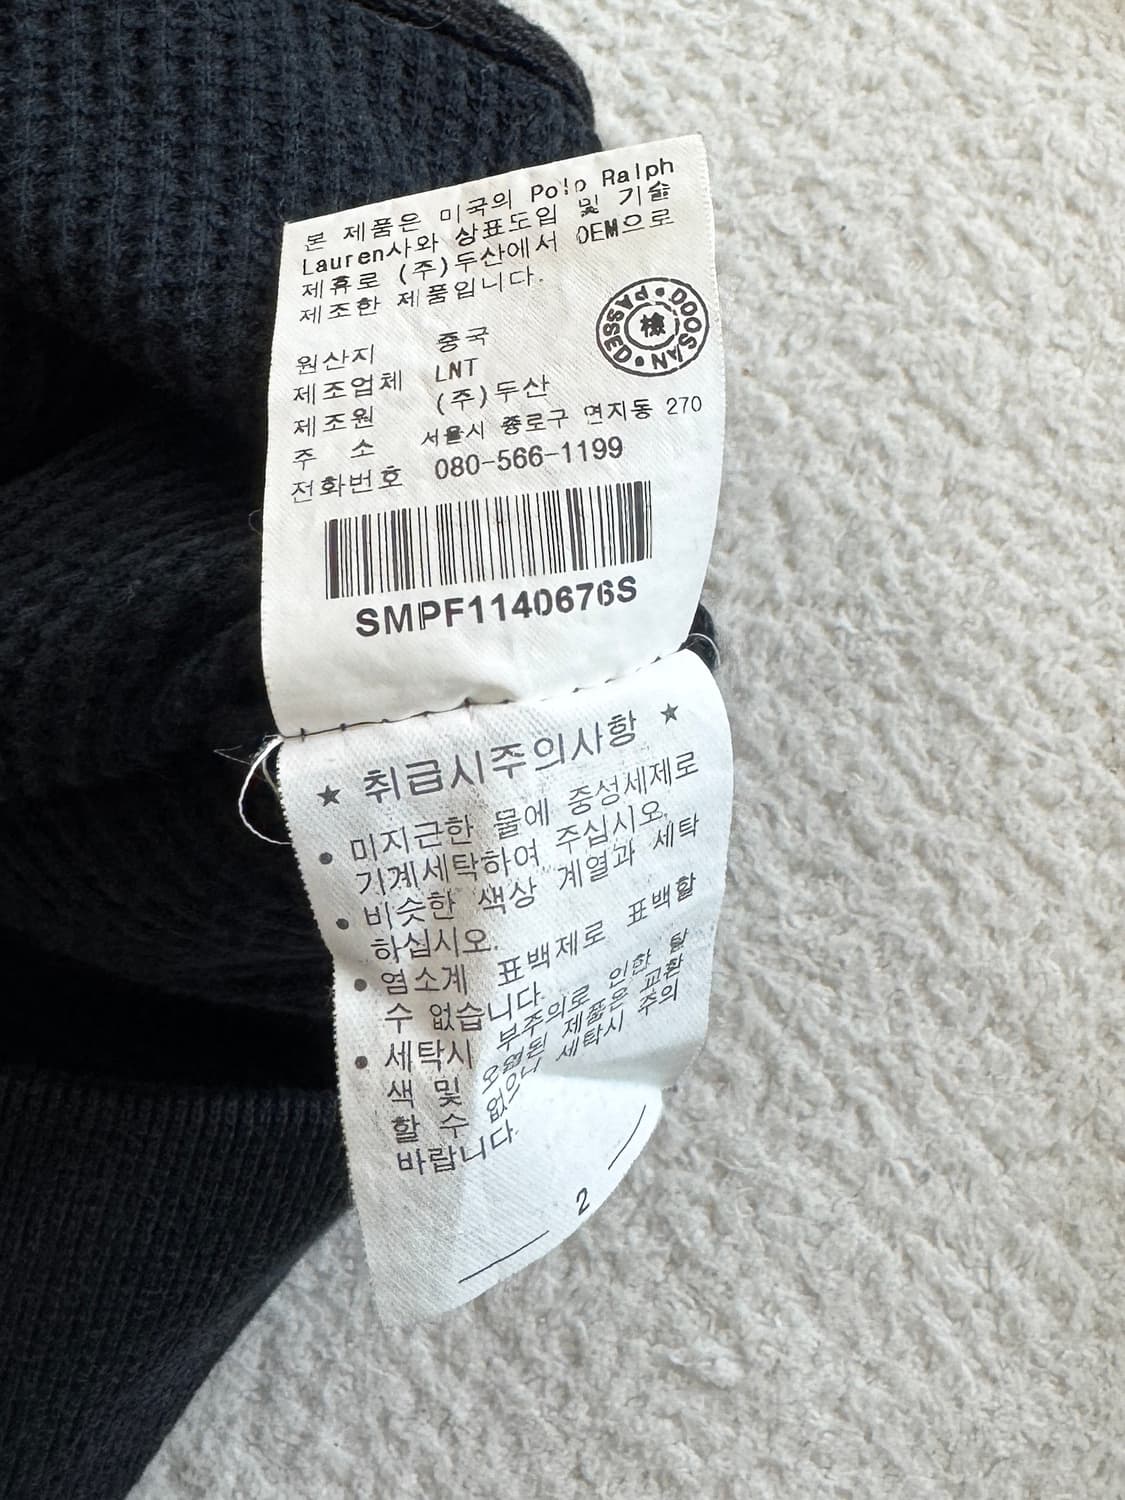 본 제품은 미국의 Polo Ralph
Lauren사와 상표도입 및 기술
제휴로 (주)두산에서 OEM으로
제조한 제품입니다.
DOOSAN • PASSED •
檢
원산지 중국
제조업체 LNT
제조원 (주)두산
주 소 서울시 종로구 연지동 270
전화번호 080-566-1199
SMPF1140676S
★ 취급시주의사항 ★
• 미지근한 물에 중성세제로
기계세탁하여 주십시오.
• 비슷한 색상 계열과 세탁
하십시오.
• 염소계 표백제로 표백할
수 없습니다.
• 세탁시 부주의로 인한 탈
색 및 오염된 제품은 교환
할 수 없으니 세탁시 주의
바랍니다.
2